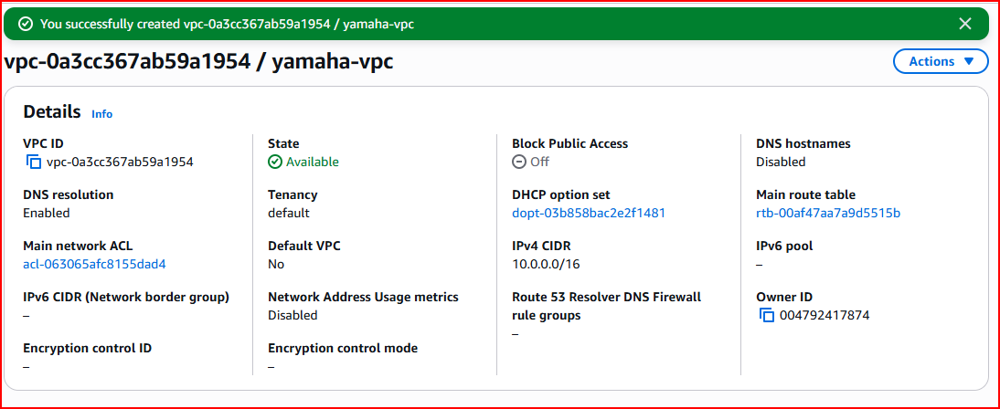 You successfully created vpc-0a3cc367ab59a1954 / yamaha-vpc
vpc-0a3cc367ab59a1954 / yamaha-vpc
Actions
Details Info
VPC ID
vpc-0a3cc367ab59a1954
State
Available
Block Public Access
Off
DNS hostnames
Disabled
DNS resolution
Enabled
Tenancy
default
DHCP option set
dopt-03b858bac2e2f1481
Main route table
rtb-00af47aa7a9d5515b
Main network ACL
acl-063065afc8155dad4
Default VPC
No
IPv4 CIDR
10.0.0.0/16
IPv6 pool
–
IPv6 CIDR (Network border group)
–
Network Address Usage metrics
Disabled
Route 53 Resolver DNS Firewall
rule groups
–
Owner ID
004792417874
Encryption control ID
–
Encryption control mode
–